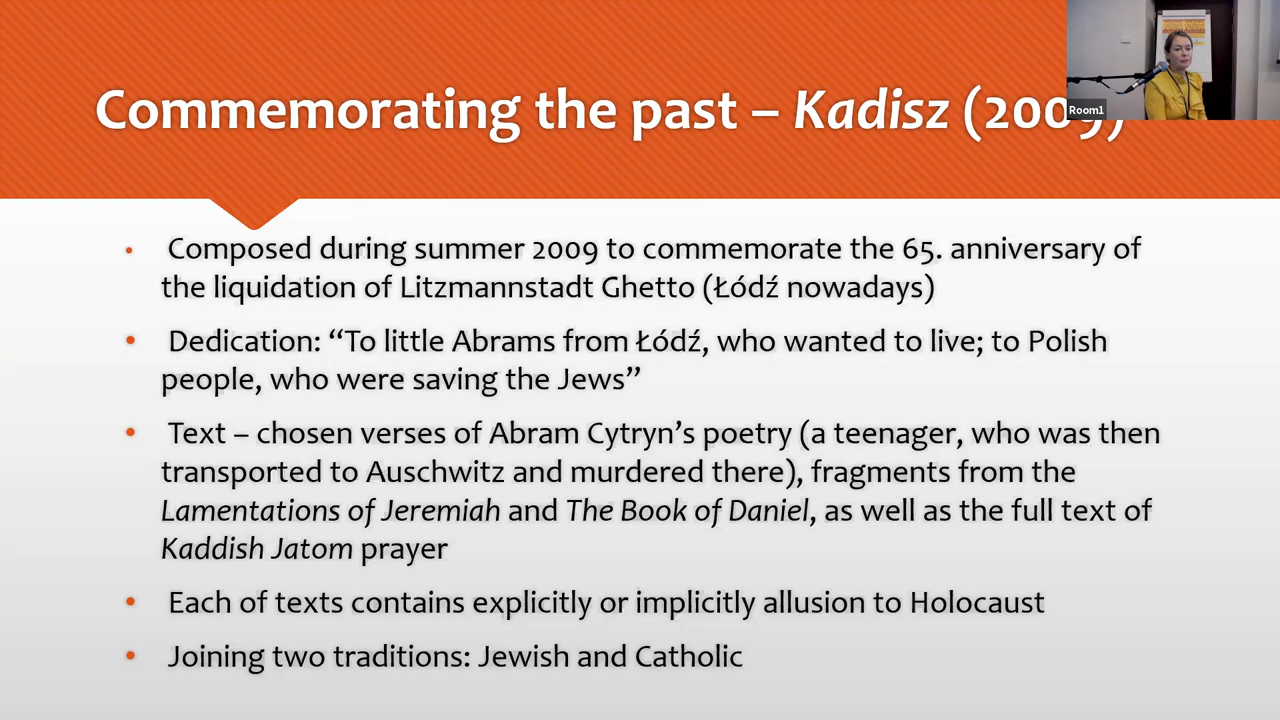 Commemorating the past – Kadisz (2009)
Room1
• Composed during summer 2009 to commemorate the 65. anniversary of
the liquidation of Litzmannstadt Ghetto (Łódź nowadays)
• Dedication: “To little Abrams from Łódź, who wanted to live; to Polish
people, who were saving the Jews”
• Text – chosen verses of Abram Cytryn’s poetry (a teenager, who was then
transported to Auschwitz and murdered there), fragments from the
Lamentations of Jeremiah and The Book of Daniel, as well as the full text of
Kaddish Jatom prayer
• Each of texts contains explicitly or implicitly allusion to Holocaust
• Joining two traditions: Jewish and Catholic